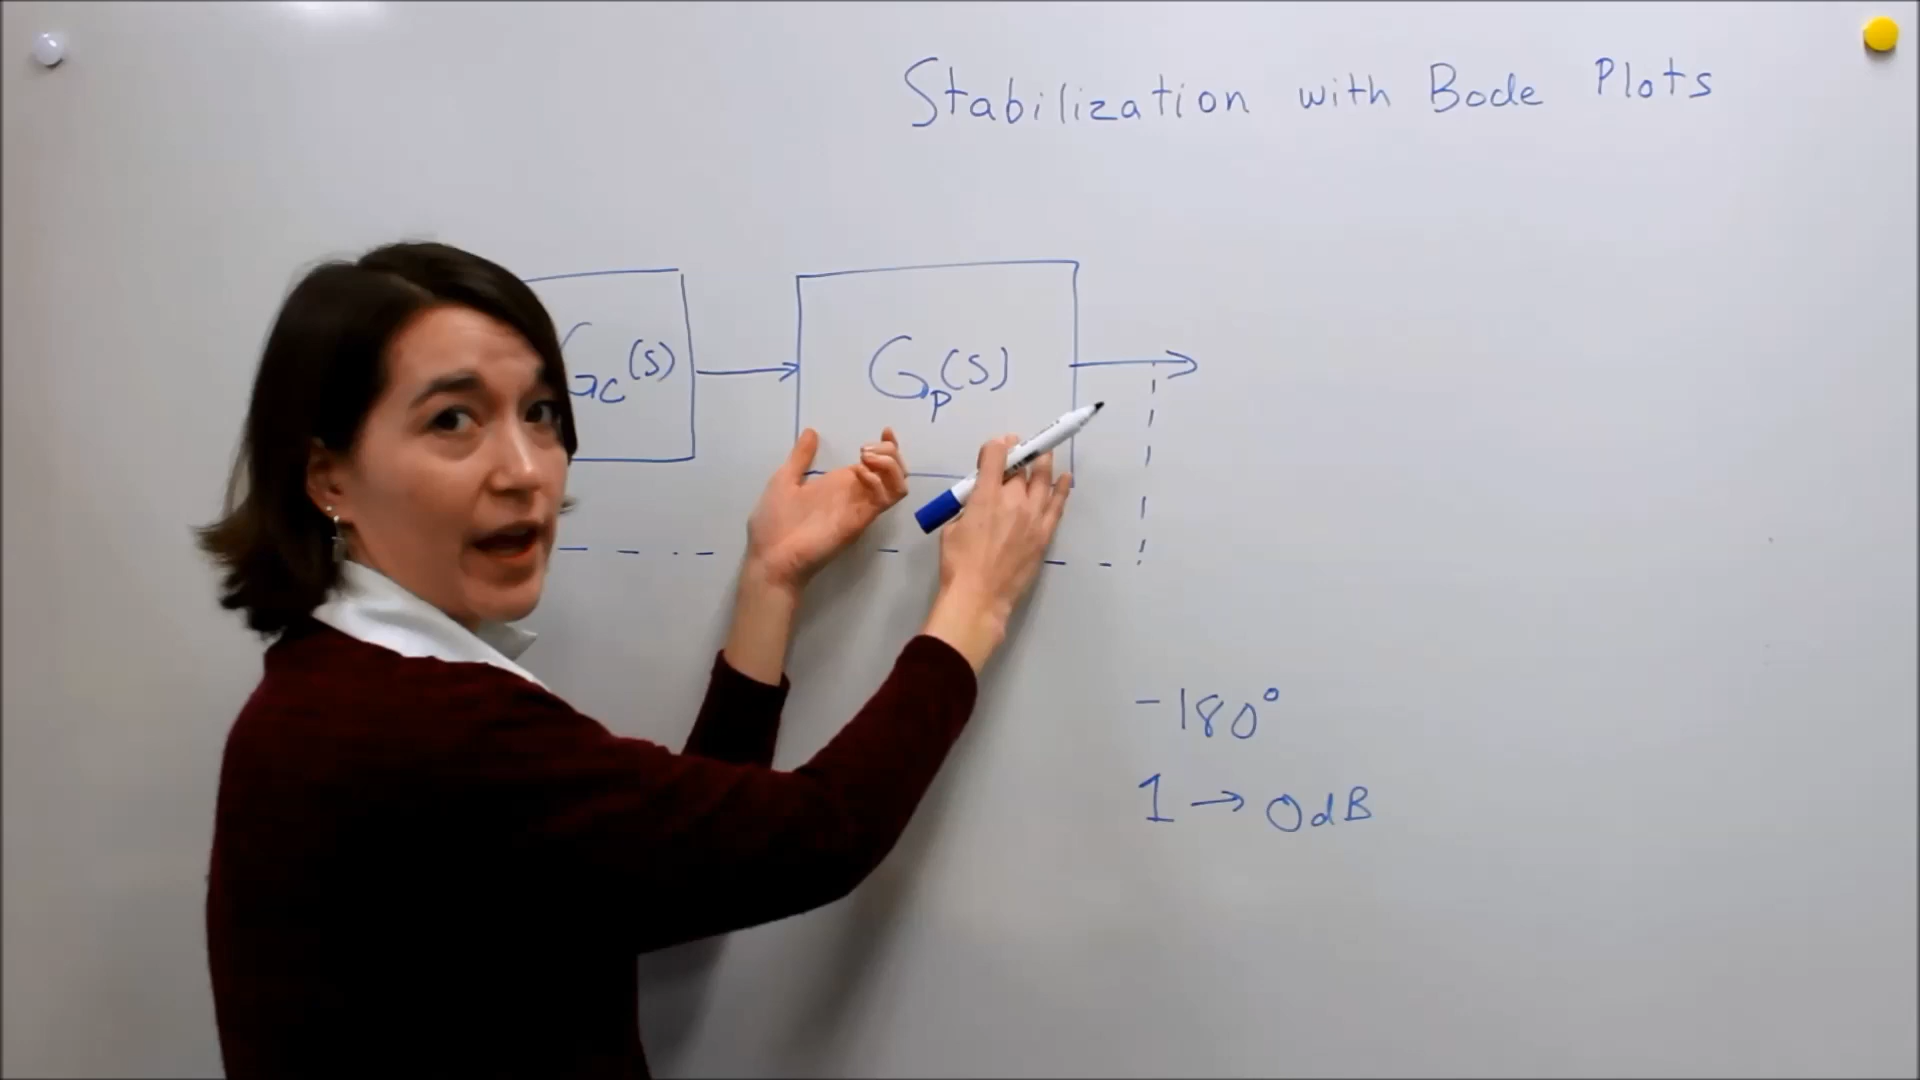 Stabilization with Bode Plots
Gc(s) Gp(s)
-180°
1 → 0dB